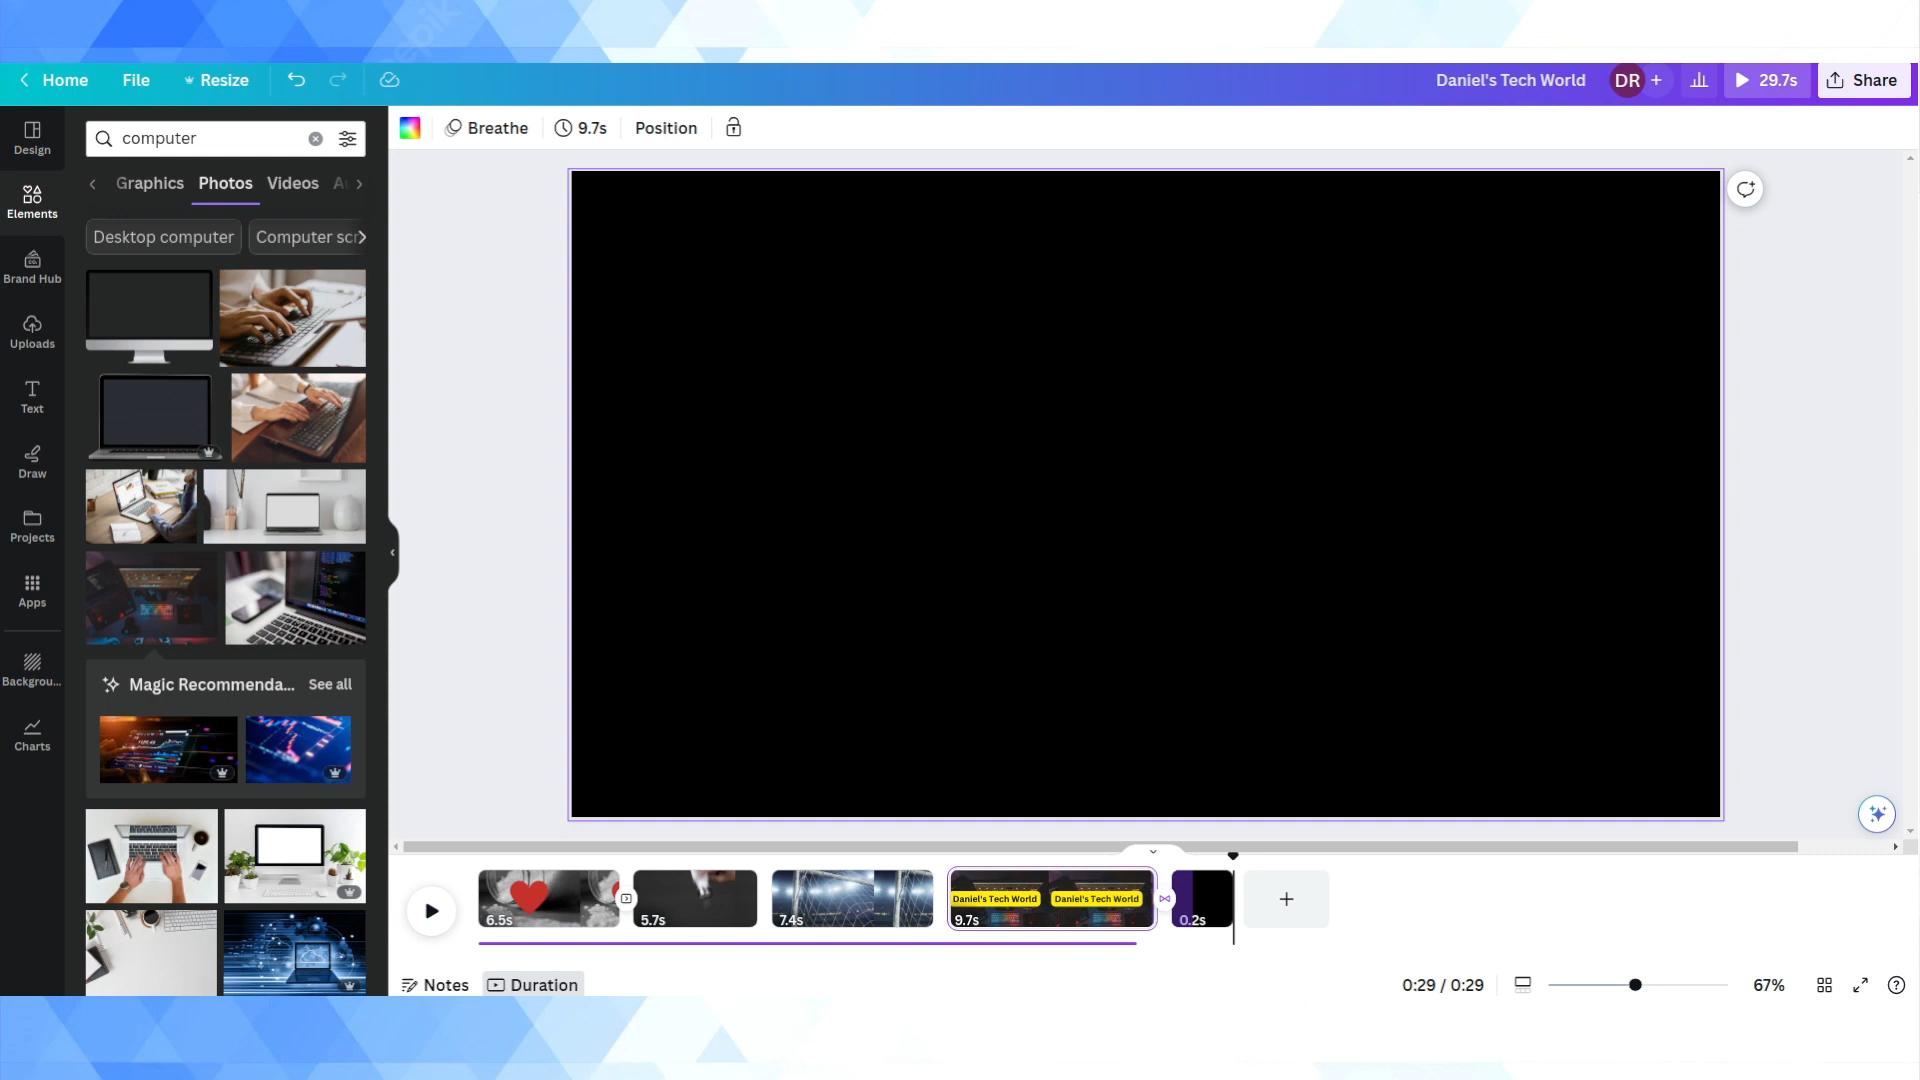 Home File Resize Daniel's Tech World DR + 29.7s Share
Design
Elements
Brand Hub
Uploads
Text
Draw
Projects
Apps
Backgrou...
Charts
computer
Graphics Photos Videos
Desktop computer Computer scr
Magic Recommenda... See all
Breathe 9.7s Position
6.5s
5.7s
7.4s
Daniel's Tech World Daniel's Tech World
9.7s
0.2s
Notes Duration 0:29 / 0:29 67%